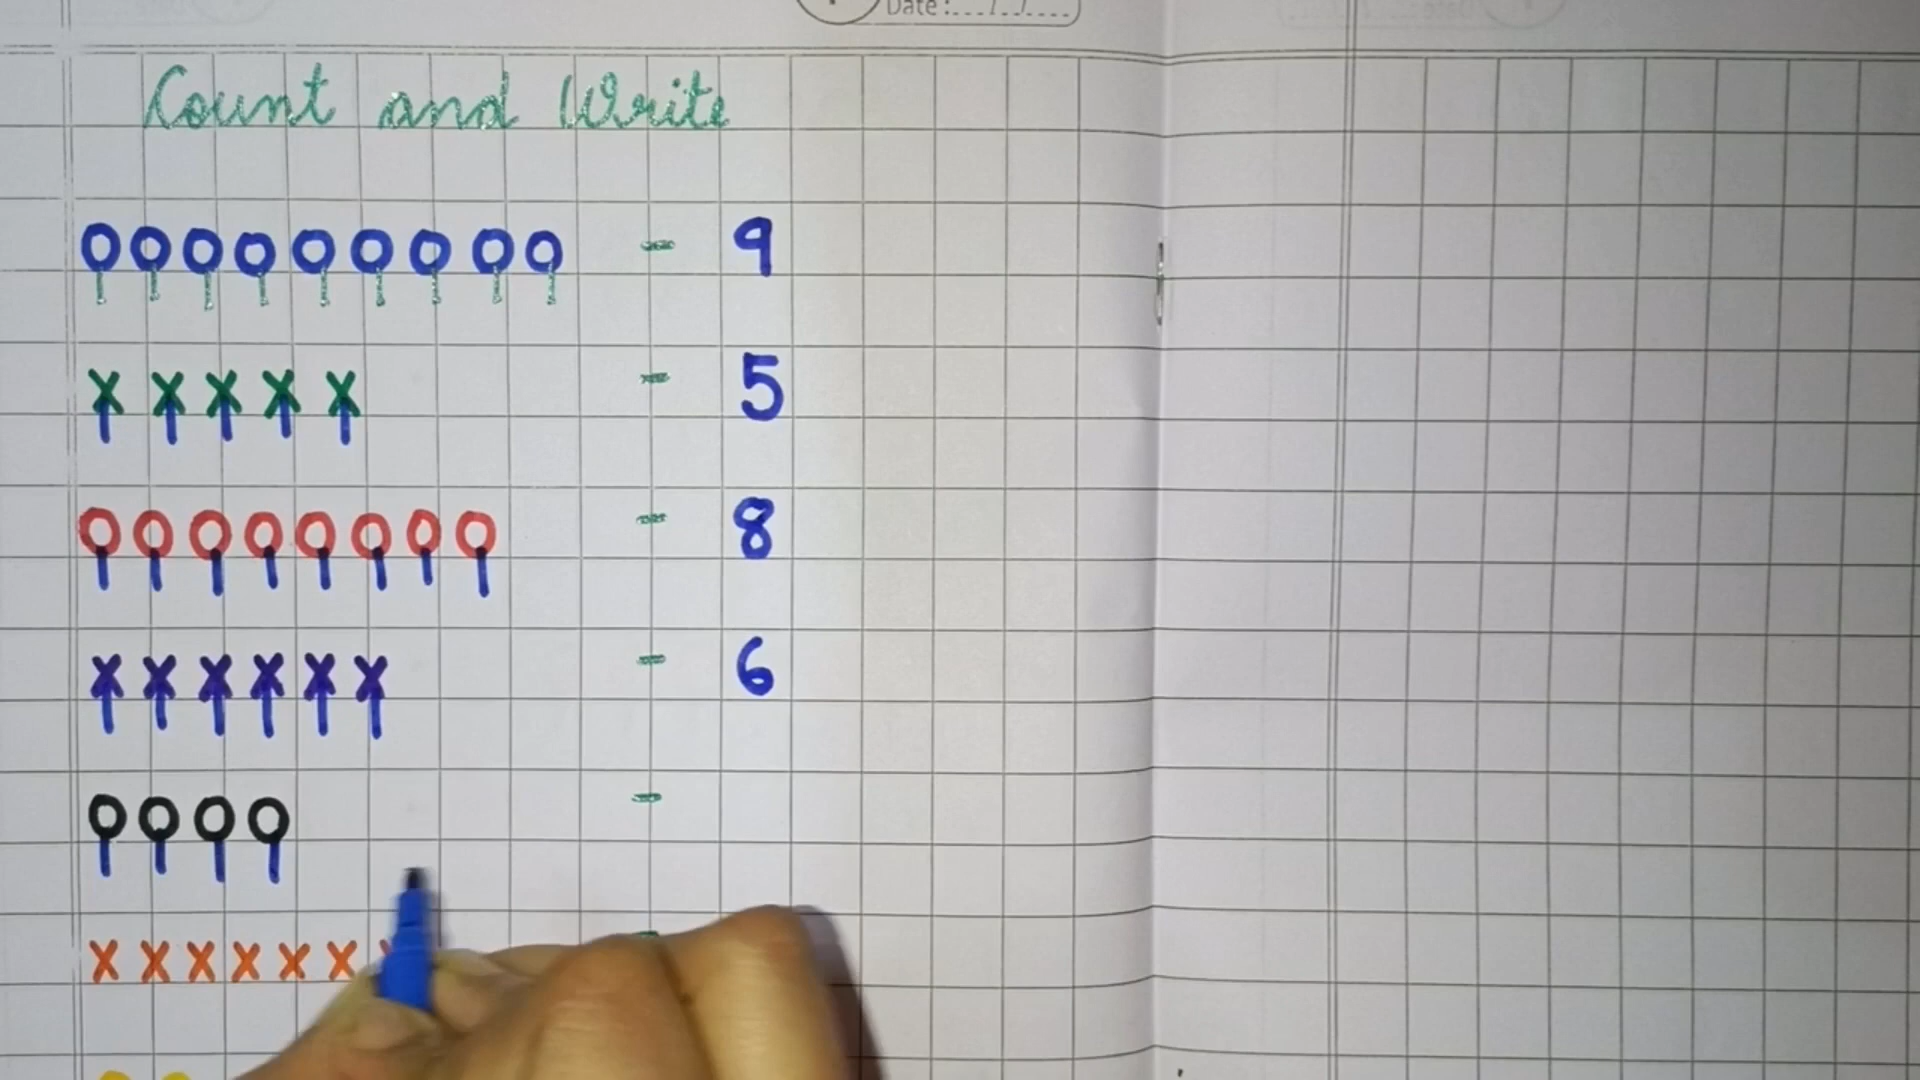 Date :.../../....
Count and Write
O O O O O O O O O - 9
X X X X X - 5
O O O O O O O O - 8
X X X X X X - 6
O O O O -
X X X X X X